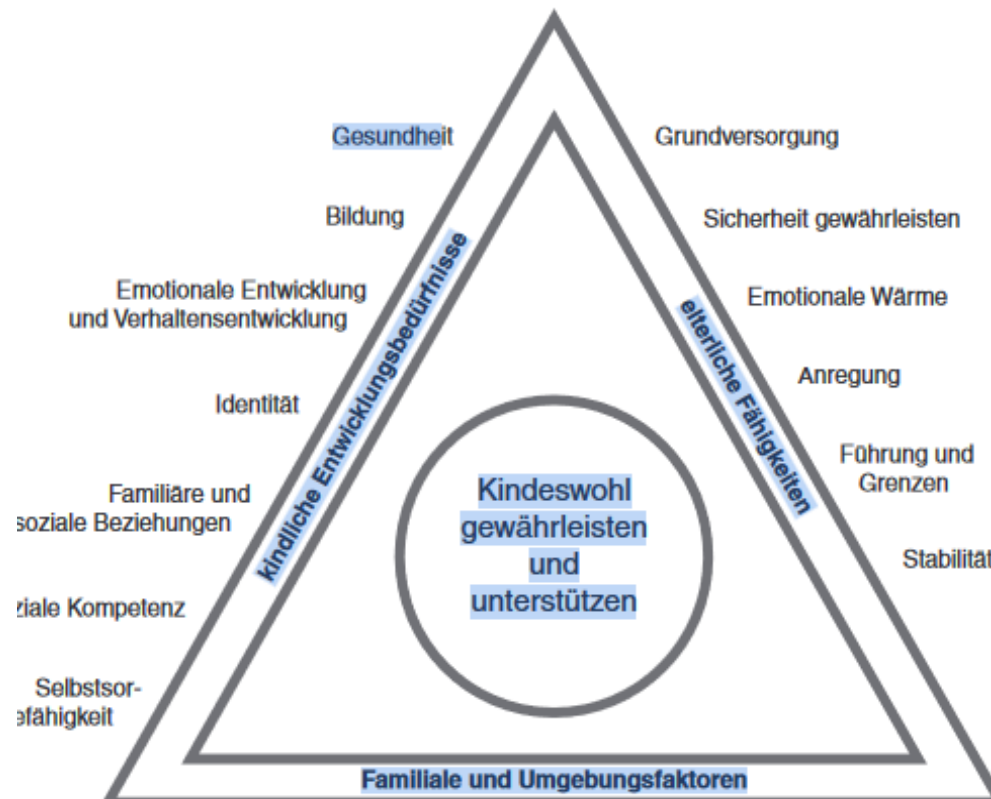 Gesundheit
Bildung
Emotionale Entwicklung
und Verhaltensentwicklung
Identität
Familiäre und
soziale Beziehungen
ziale Kompetenz
Selbstsor-
efähigkeit
kindliche Entwicklungsbedürfnisse
Grundversorgung
Sicherheit gewährleisten
Emotionale Wärme
Anregung
Führung und
Grenzen
Stabilität
elterliche Fähigkeiten
Kindeswohl
gewährleisten
und
unterstützen
Familiale und Umgebungsfaktoren